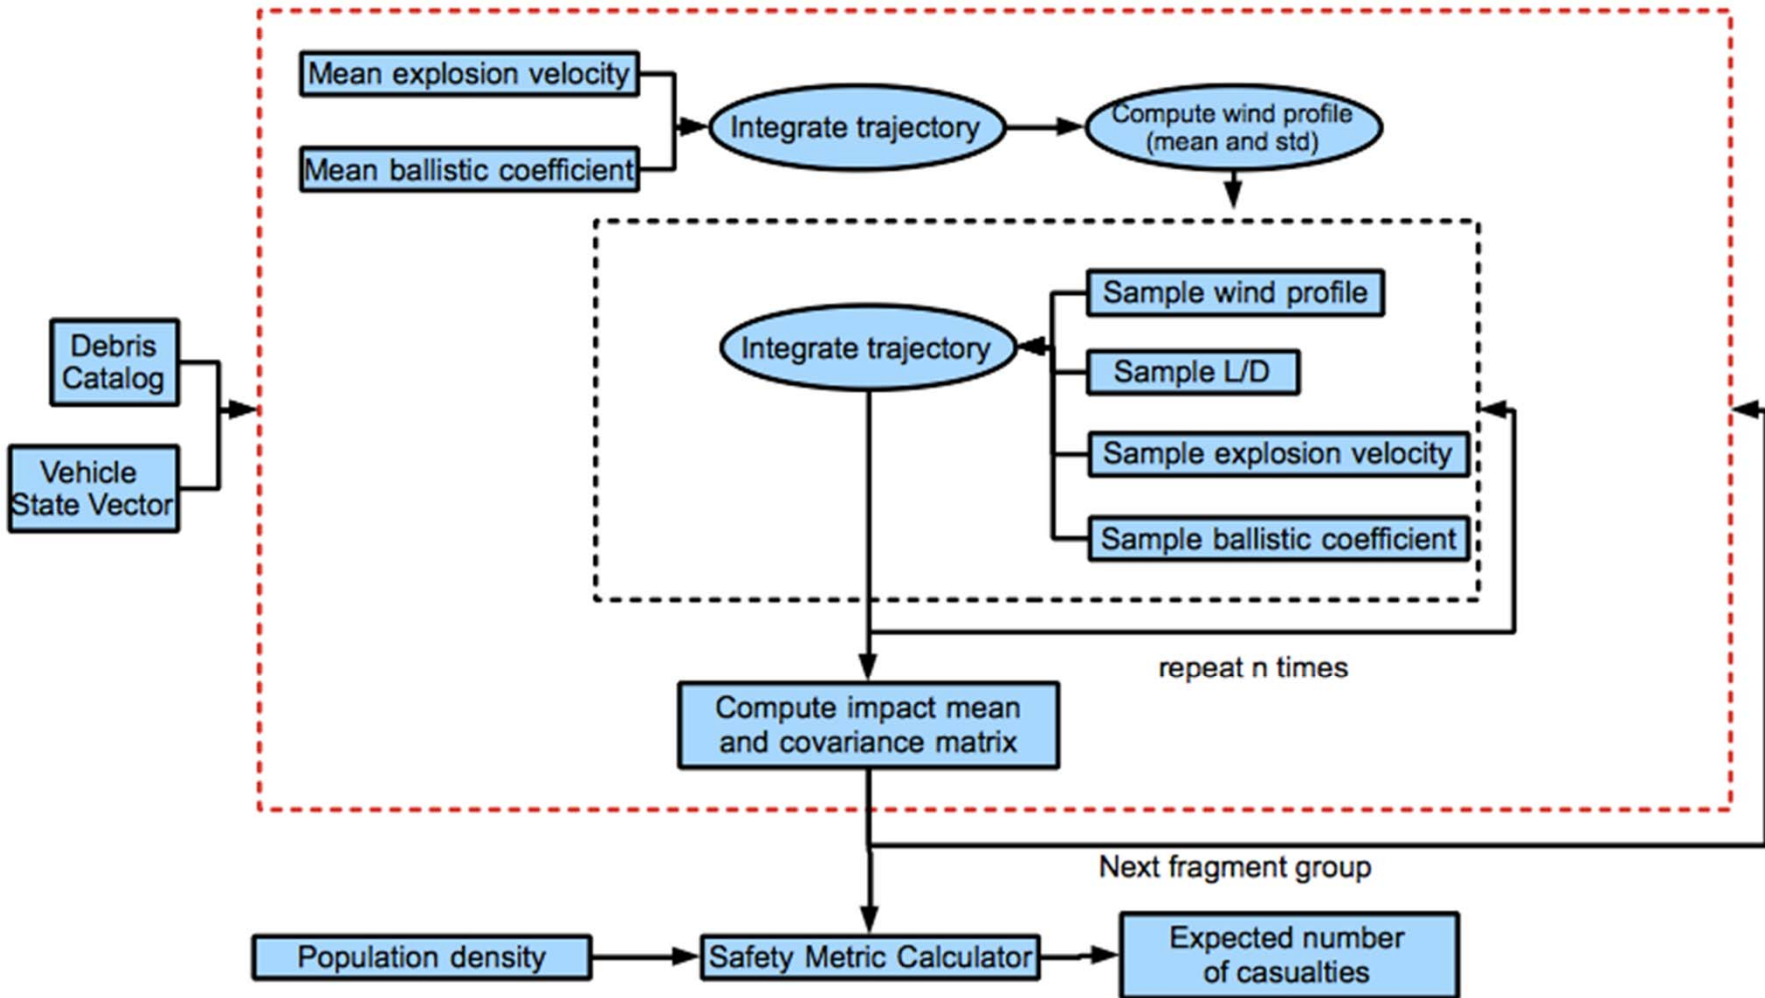 Mean explosion velocity
Mean ballistic coefficient
Integrate trajectory
Compute wind profile
(mean and std)
Debris
Catalog
Vehicle
State Vector
Integrate trajectory
Sample wind profile
Sample L/D
Sample explosion velocity
Sample ballistic coefficient
repeat n times
Compute impact mean
and covariance matrix
Next fragment group
Population density
Safety Metric Calculator
Expected number
of casualties